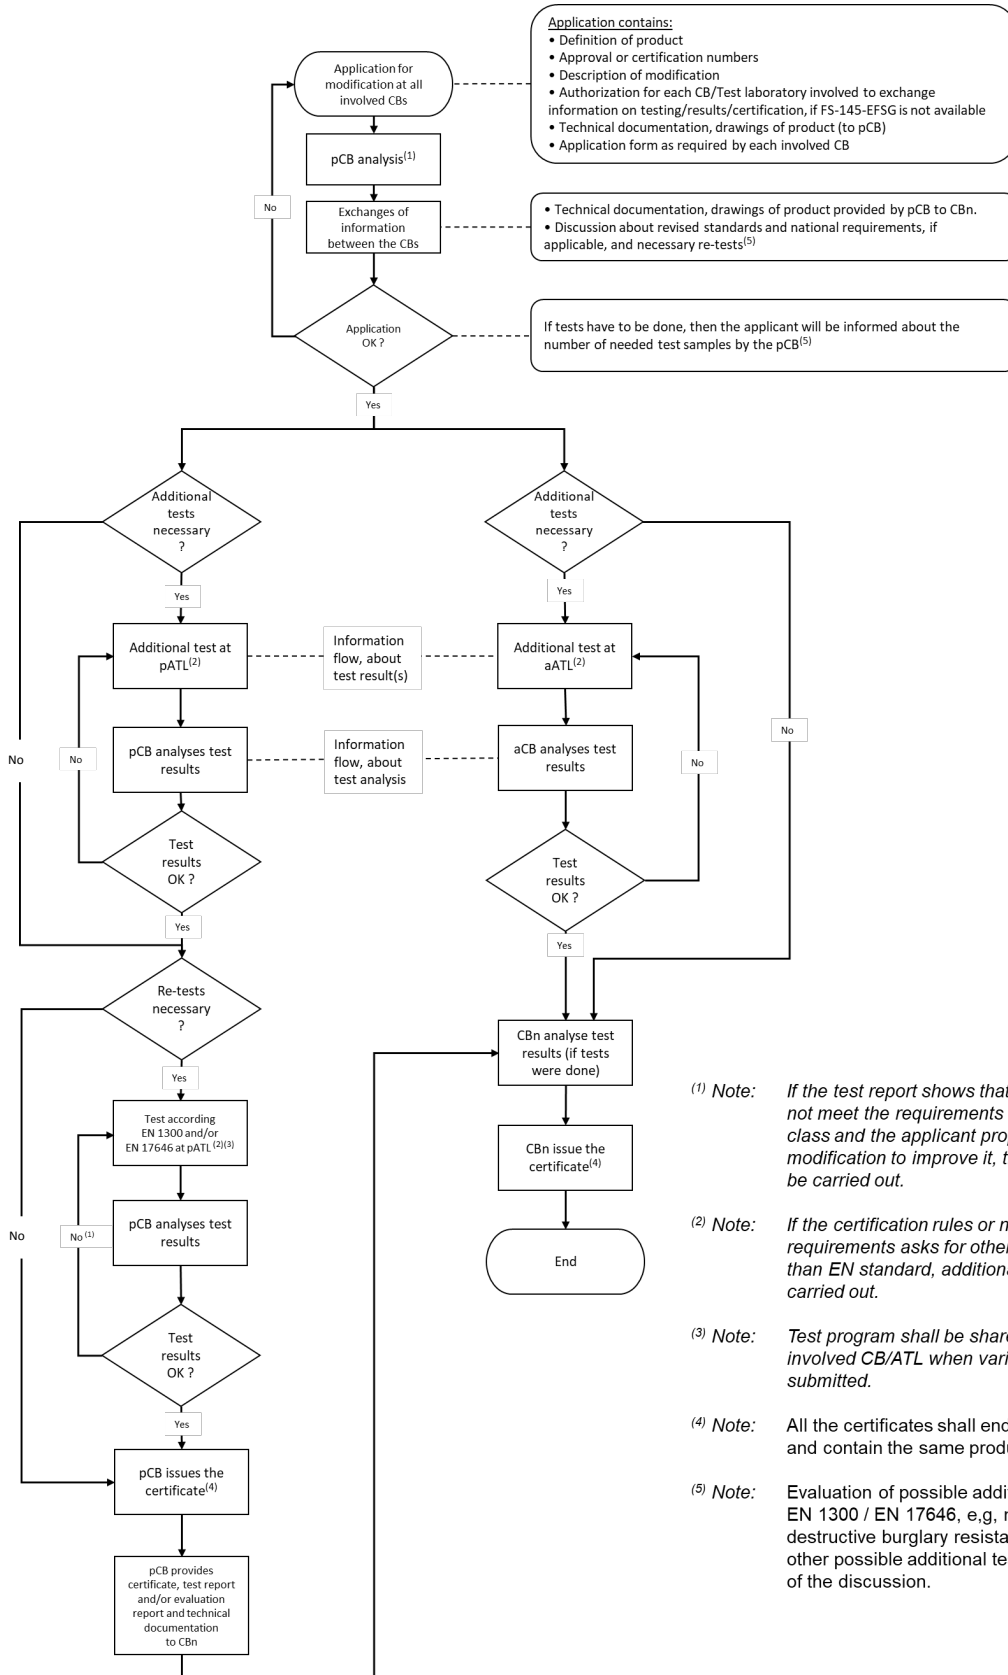 Application for
modification at all
involved CBs
Application contains:
• Definition of product
• Approval or certification numbers
• Description of modification
• Authorization for each CB/Test laboratory involved to exchange
information on testing/results/certification, if FS-145-EFSG is not available
• Technical documentation, drawings of product (to pCB)
• Application form as required by each involved CB
pCB analysis(1)
No
Exchanges of
information
between the CBs
• Technical documentation, drawings of product provided by pCB to CBn.
• Discussion about revised standards and national requirements, if
applicable, and necessary re-tests(5)
Application
OK ?
If tests have to be done, then the applicant will be informed about the
number of needed test samples by the pCB(5)
Yes
Additional
tests
necessary
?
Additional
tests
necessary
?
Yes
Yes
Additional test at
pATL(2)
Information
flow, about
test result(s)
Additional test at
aATL(2)
No
No
pCB analyses test
results
Information
flow, about
test analysis
aCB analyses test
results
No
No
Test
results
OK ?
Test
results
OK ?
Yes
Yes
Re-tests
necessary
?
Yes
CBn analyse test
results (if tests
were done)
Test according
EN 1300 and/or
EN 17646 at pATL (2)(3)
CBn issue the
certificate(4)
No
No (1)
pCB analyses test
results
End
Test
results
OK ?
Yes
pCB issues the
certificate(4)
pCB provides
certificate, test report
and/or evaluation
report and technical
documentation
to CBn
(1) Note: If the test report shows that
not meet the requirements
class and the applicant
modification to improve it,
be carried out.
(2) Note: If the certification rules or
requirements asks for other
than EN standard,
carried out.
(3) Note: Test program shall be
involved CB/ATL when
submitted.
(4) Note: All the certificates shall
and contain the same
(5) Note: Evaluation of possible
EN 1300 / EN 17646, e,g,
destructive burglary
other possible additional
of the discussion.